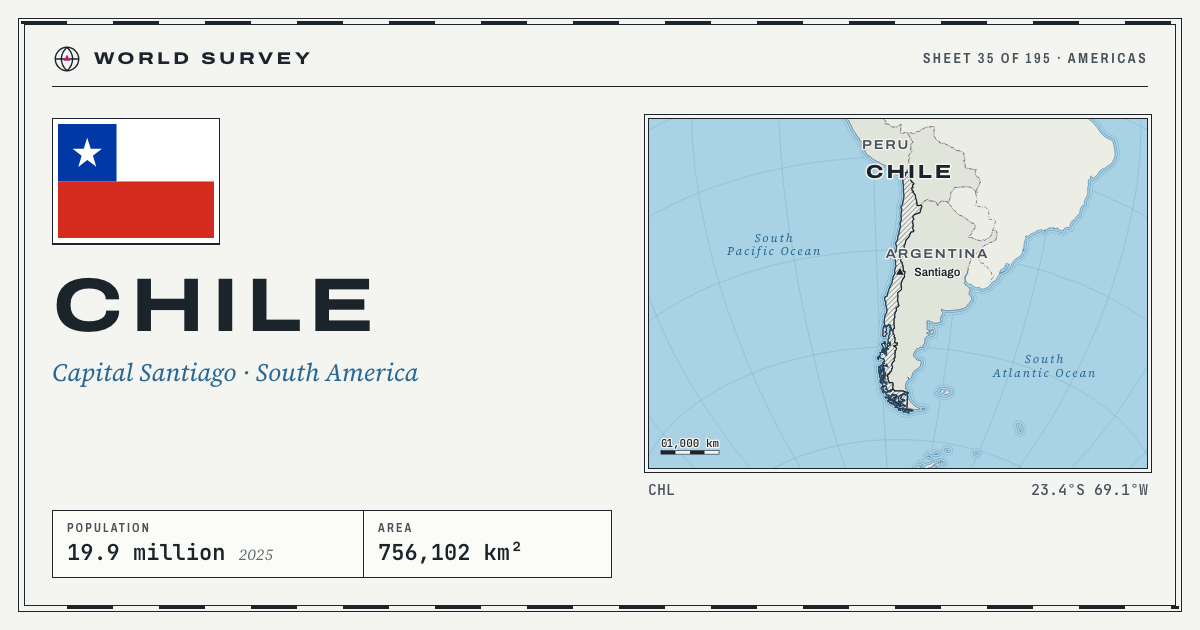 WORLD SURVEY
SHEET 35 OF 195 · AMERICAS
CHILE
Capital Santiago · South America
PERU
CHILE
South
Pacific Ocean
ARGENTINA
Santiago
South
Atlantic Ocean
01,000 km
CHL
23.4°S 69.1°W
POPULATION
19.9 million 2025
AREA
756,102 km²